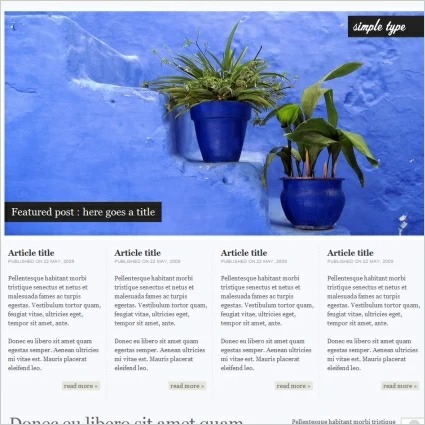 simple type
Featured post : here goes a title
Article title
PUBLISHED ON 22 MAY, 2009
Pellentesque habitant morbi
tristique senectus et netus et
malesuada fames ac turpis
egestas. Vestibulum tortor quam,
feugiat vitae, ultricies eget,
tempor sit amet, ante.
Donec eu libero sit amet quam
egestas semper. Aenean ultricies
mi vitae est. Mauris placerat
eleifend leo.
read more »
Article title
PUBLISHED ON 22 MAY, 2009
Pellentesque habitant morbi
tristique senectus et netus et
malesuada fames ac turpis
egestas. Vestibulum tortor quam,
feugiat vitae, ultricies eget,
tempor sit amet, ante.
Donec eu libero sit amet quam
egestas semper. Aenean ultricies
mi vitae est. Mauris placerat
eleifend leo.
read more »
Article title
PUBLISHED ON 22 MAY, 2009
Pellentesque habitant morbi
tristique senectus et netus et
malesuada fames ac turpis
egestas. Vestibulum tortor quam,
feugiat vitae, ultricies eget,
tempor sit amet, ante.
Donec eu libero sit amet quam
egestas semper. Aenean ultricies
mi vitae est. Mauris placerat
eleifend leo.
read more »
Article title
PUBLISHED ON 22 MAY, 2009
Pellentesque habitant morbi
tristique senectus et netus et
malesuada fames ac turpis
egestas. Vestibulum tortor quam,
feugiat vitae, ultricies eget,
tempor sit amet, ante.
Donec eu libero sit amet quam
egestas semper. Aenean ultricies
mi vitae est. Mauris placerat
eleifend leo.
read more »
Donec eu libero sit amet quam
Pellentesque habitant morbi tristique